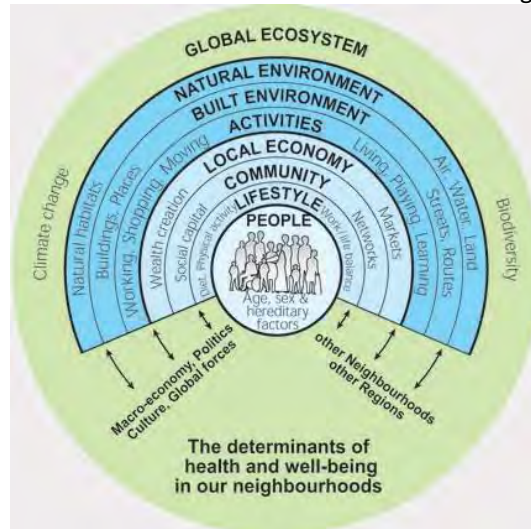 GLOBAL ECOSYSTEM
NATURAL ENVIRONMENT
BUILT ENVIRONMENT
ACTIVITIES
LOCAL ECONOMY
COMMUNITY
LIFESTYLE
PEOPLE
Age, sex &
hereditary
factors
Climate change
Biodiversity
Natural habitats
Air, Water, Land
Buildings, Places
Streets, Routes
Working, Shopping, Moving
Living, Playing, Learning
Wealth creation
Markets
Social capital
Networks
Diet, Physical activity
Work/life balance
Macro-economy, Politics
Culture, Global forces
other Neighbourhoods
other Regions
The determinants of
health and well-being
in our neighbourhoods